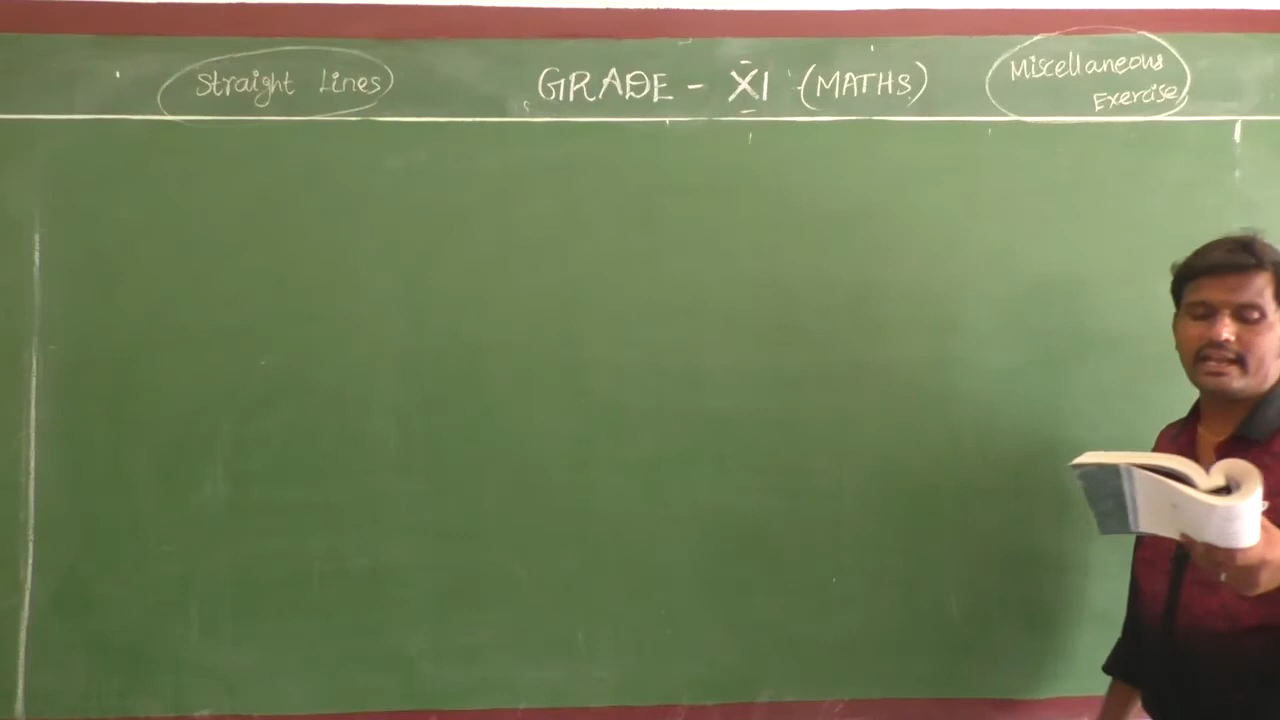 Straight Lines
GRADE - XI (MATHS)
Miscellaneous
Exercise